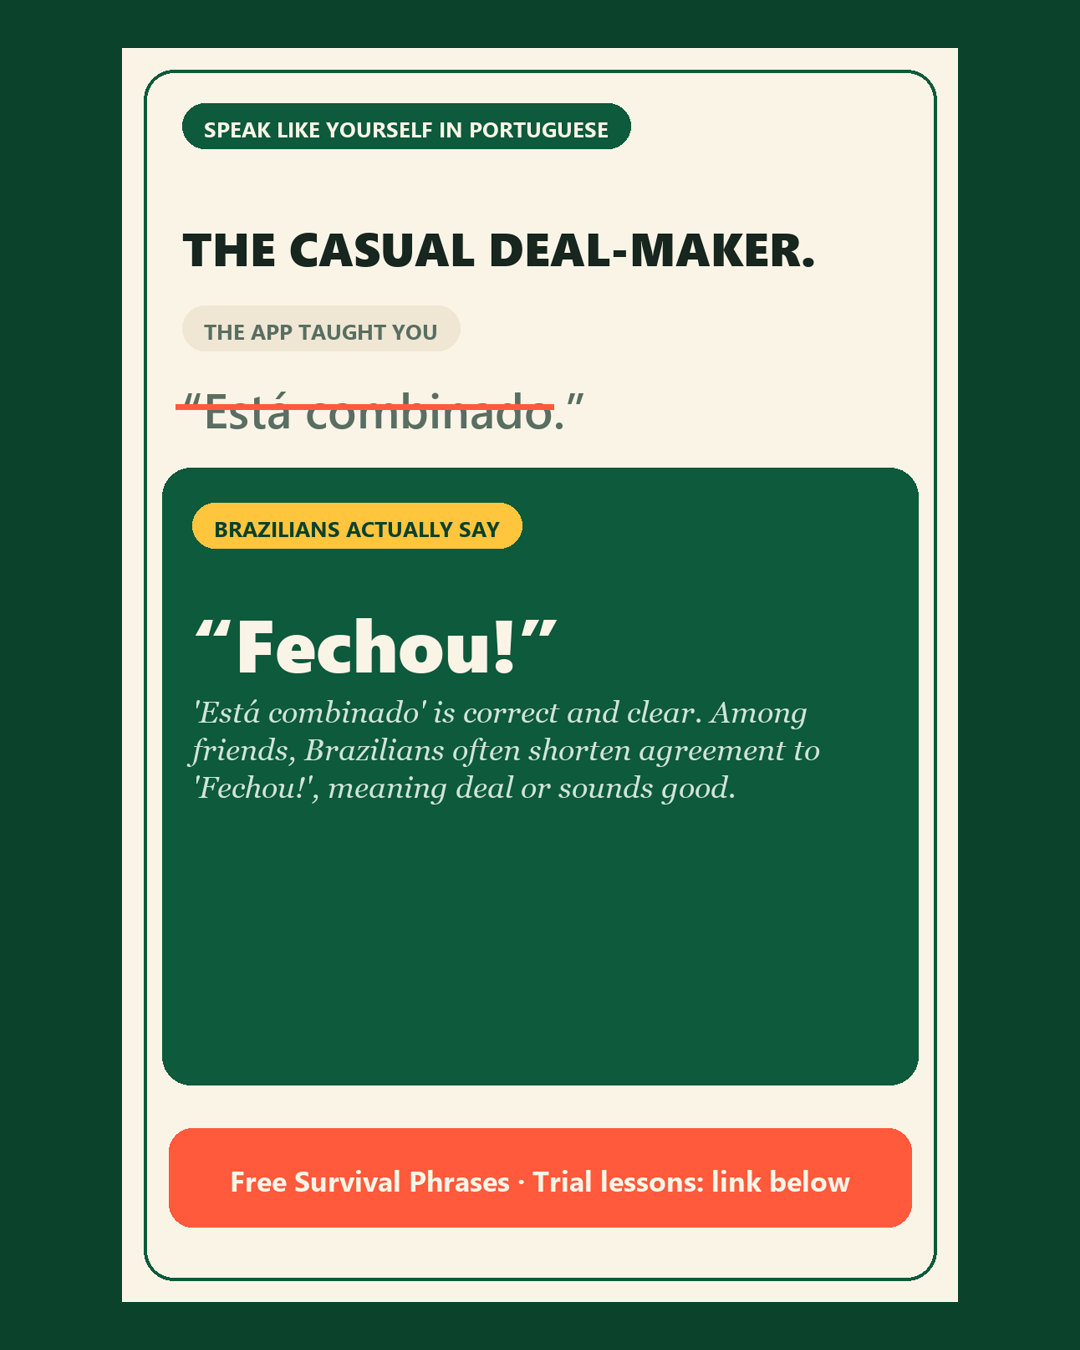 SPEAK LIKE YOURSELF IN PORTUGUESE
THE CASUAL DEAL-MAKER.
THE APP TAUGHT YOU
“Está combinado.”
BRAZILIANS ACTUALLY SAY
“Fechou!”
'Está combinado' is correct and clear. Among
friends, Brazilians often shorten agreement to
'Fechou!', meaning deal or sounds good.
Free Survival Phrases · Trial lessons: link below